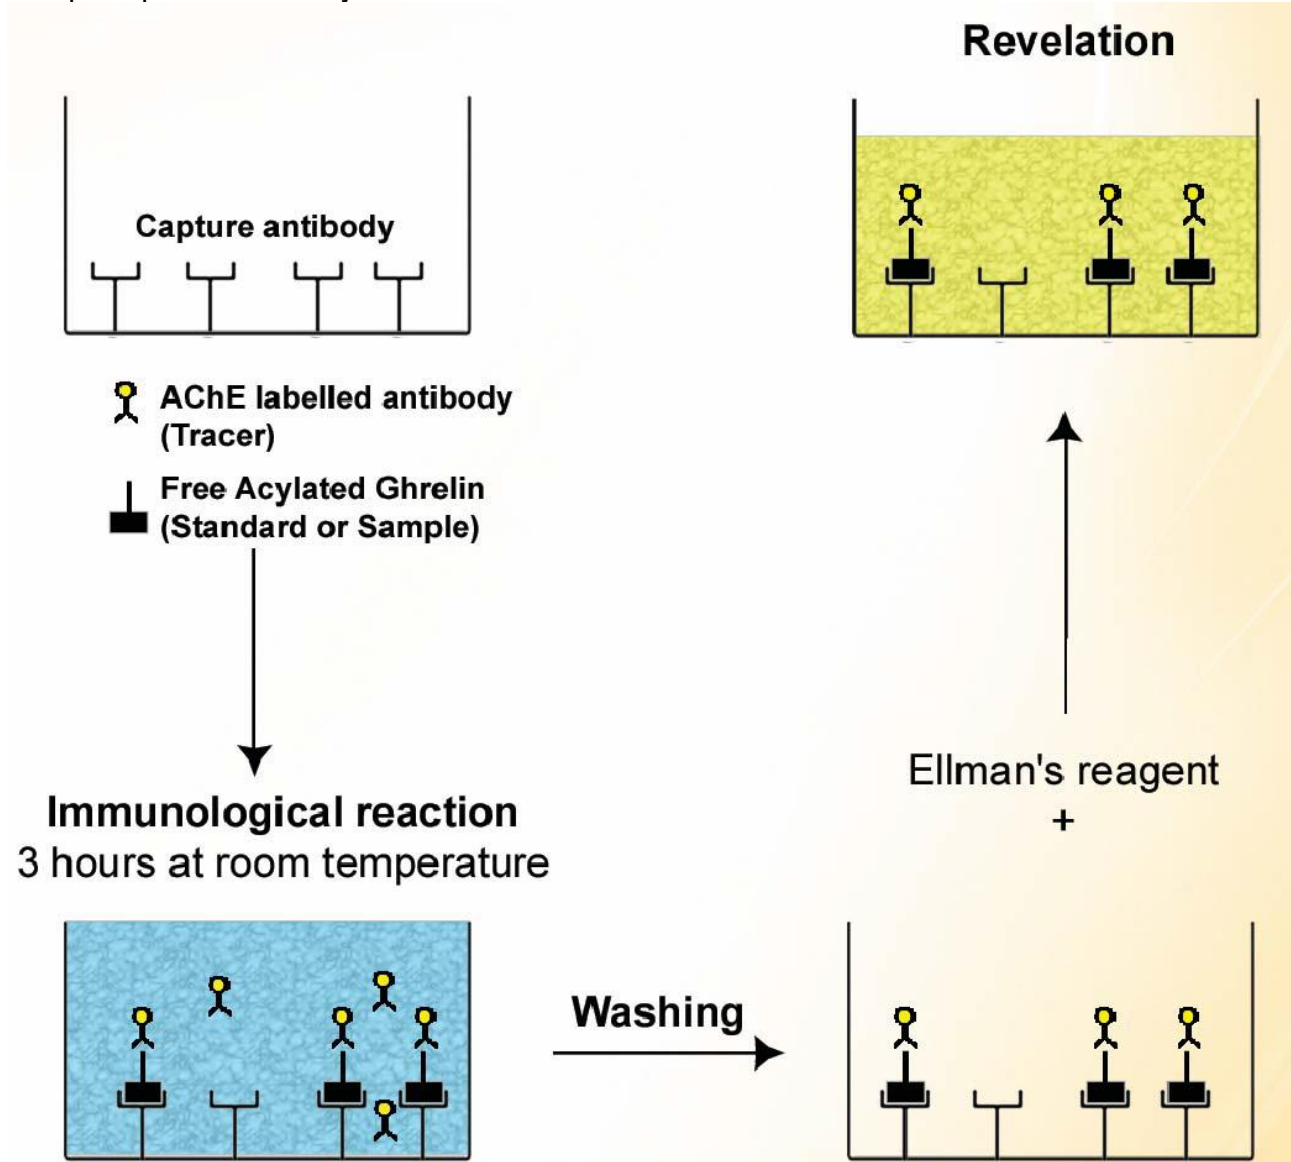 Capture antibody
AChE labelled antibody
(Tracer)
Free Acylated Ghrelin
(Standard or Sample)
Immunological reaction
3 hours at room temperature
Washing
Ellman's reagent
+
Revelation